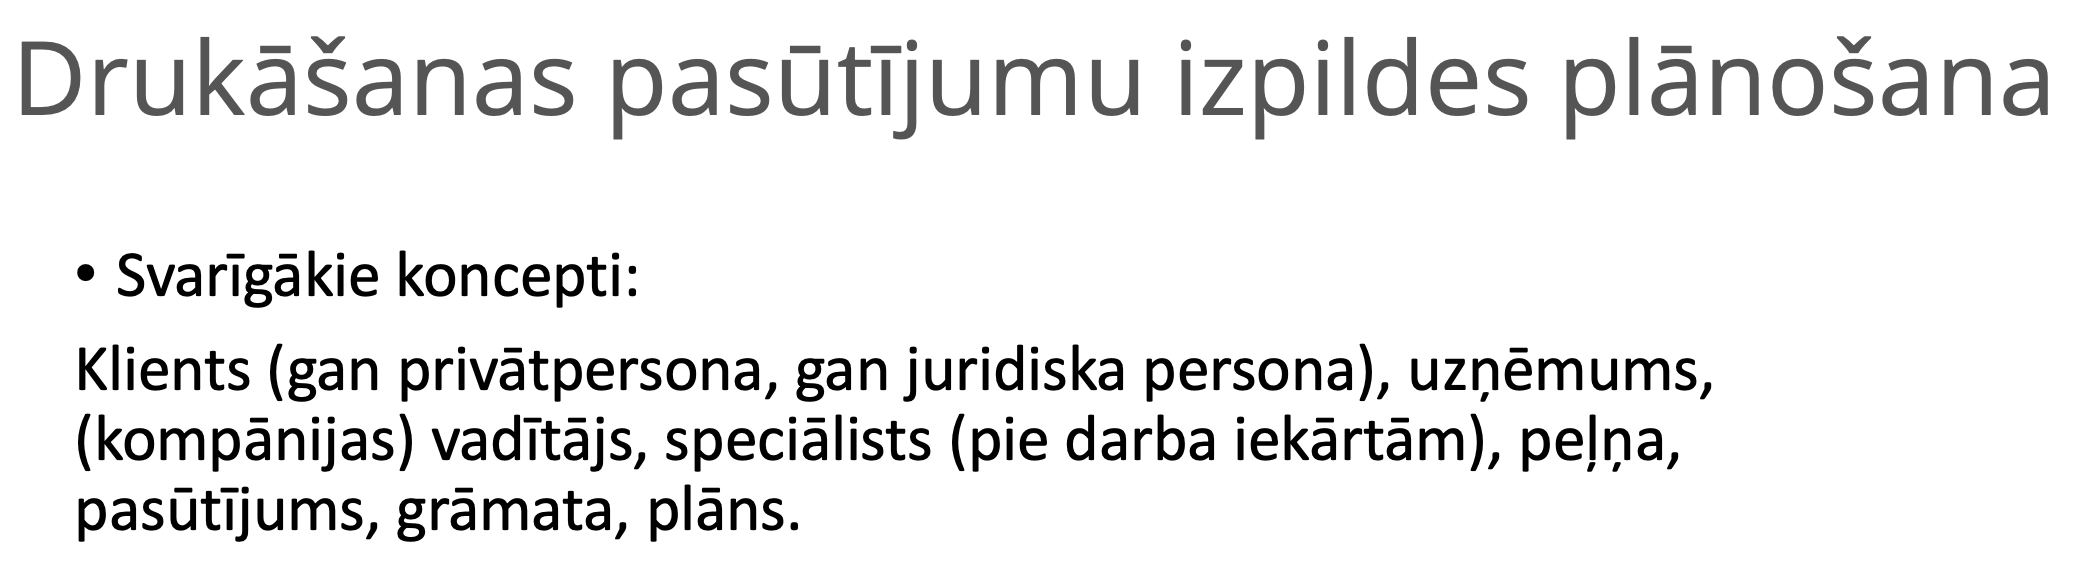 Drukāšanas pasūtījumu izpildes plānošana
• Svarīgākie koncepti:
Klients (gan privātpersona, gan juridiska persona), uzņēmums,
(kompānijas) vadītājs, speciālists (pie darba iekārtām), peļņa,
pasūtījums, grāmata, plāns.